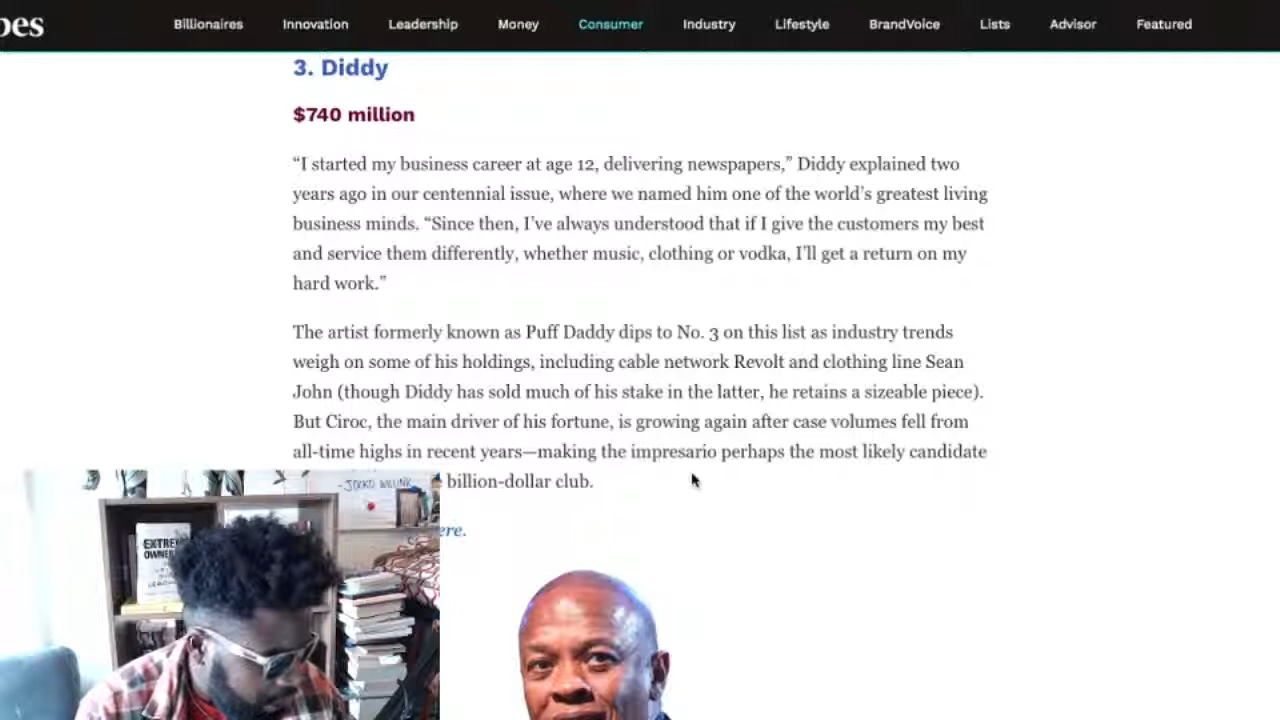 bes
Billionaires Innovation Leadership Money Consumer Industry Lifestyle BrandVoice Lists Advisor Featured
3. Diddy
$740 million
“I started my business career at age 12, delivering newspapers,” Diddy explained two
years ago in our centennial issue, where we named him one of the world’s greatest living
business minds. “Since then, I’ve always understood that if I give the customers my best
and service them differently, whether music, clothing or vodka, I’ll get a return on my
hard work.”
The artist formerly known as Puff Daddy dips to No. 3 on this list as industry trends
weigh on some of his holdings, including cable network Revolt and clothing line Sean
John (though Diddy has sold much of his stake in the latter, he retains a sizeable piece).
But Ciroc, the main driver of his fortune, is growing again after case volumes fell from
all-time highs in recent years—making the impresario perhaps the most likely candidate
billion-dollar club.
ere.
-JOCKO WILLINK
EXTREM
OWNER